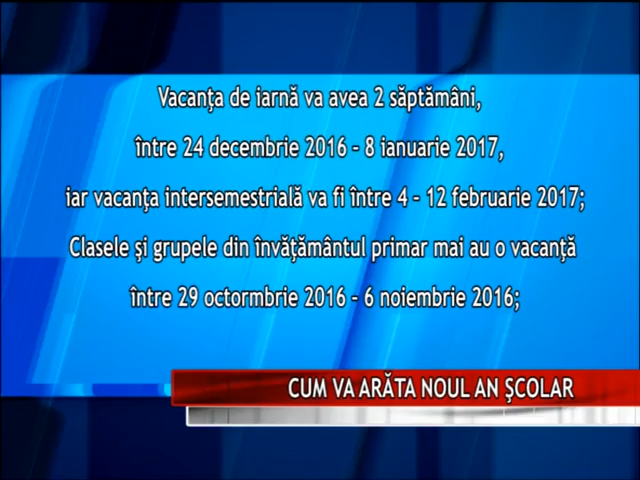 Vacanţa de iarnă va avea 2 săptămâni,
între 24 decembrie 2016 - 8 ianuarie 2017,
iar vacanţa intersemestrială va fi între 4 - 12 februarie 2017;
Clasele şi grupele din învăţământul primar mai au o vacanţă
între 29 octormbrie 2016 - 6 noiembrie 2016;
CUM VA ARĂTA NOUL AN ŞCOLAR